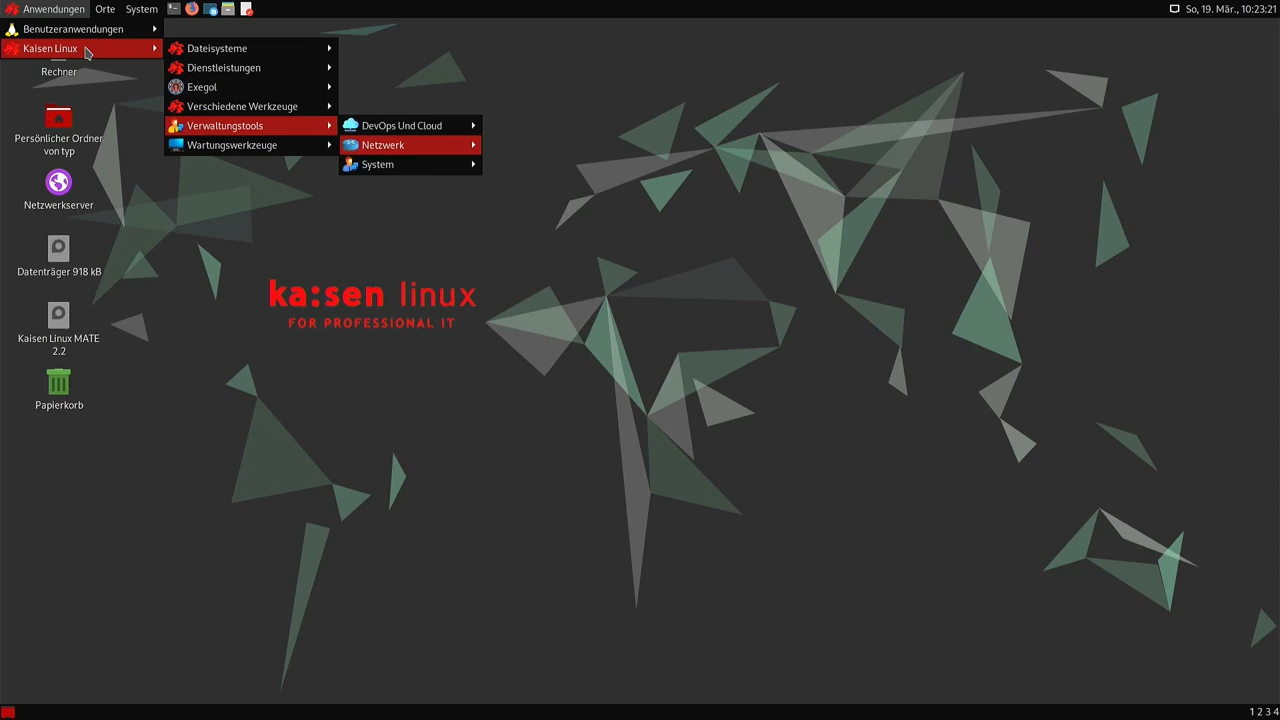 Anwendungen Orte System So, 19. Mär., 10:23:21
Benutzeranwendungen
Kaisen Linux
Dateisysteme
Dienstleistungen
Exegol
Verschiedene Werkzeuge
Verwaltungstools
Wartungswerkzeuge
DevOps Und Cloud
Netzwerk
System
Rechner
Persönlicher Ordner
von typ
Netzwerkserver
Datenträger 918 kB
Kaisen Linux MATE
2.2
Papierkorb
ka:sen linux
FOR PROFESSIONAL IT
1 2 3 4